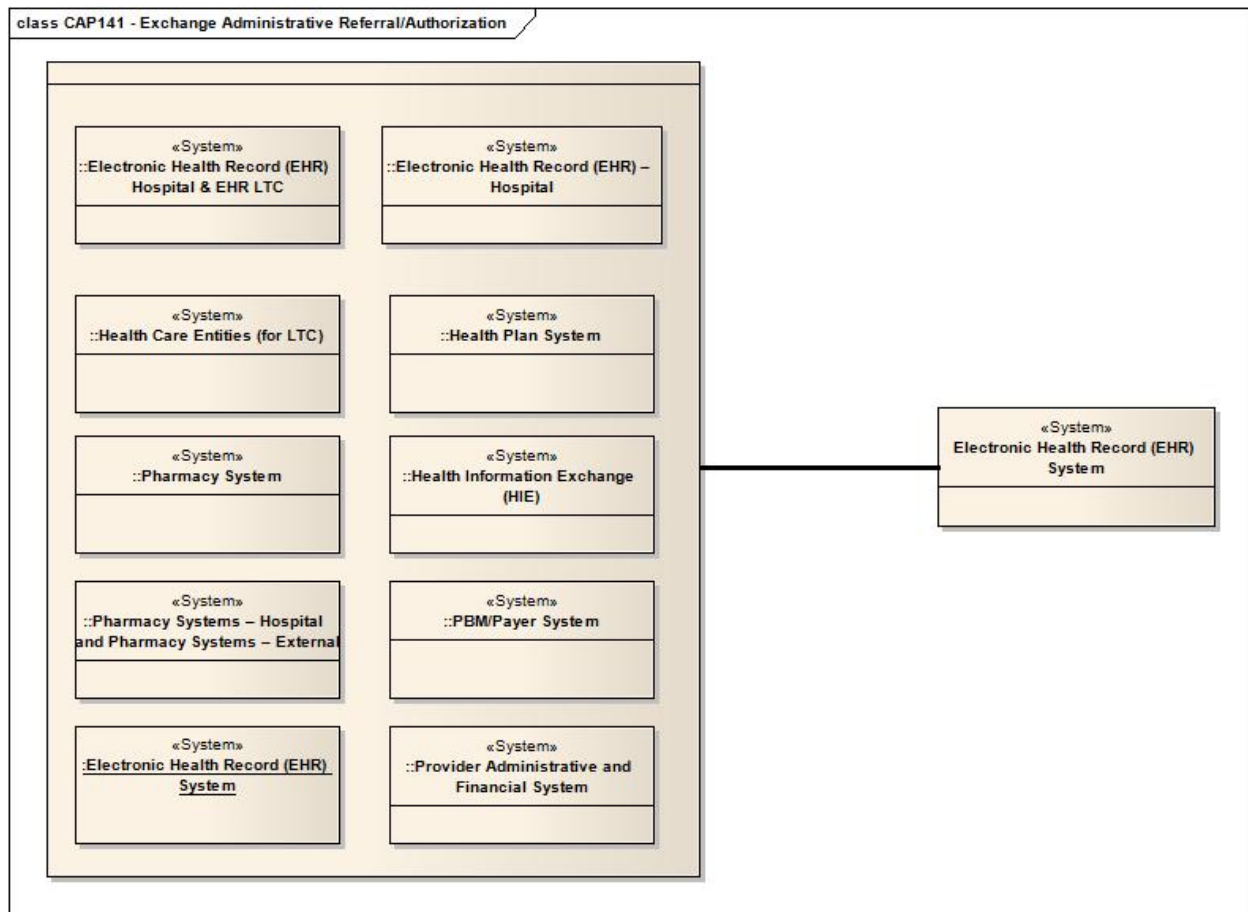 class CAP141 - Exchange Administrative Referral/Authorization
«System»
::Electronic Health Record (EHR)
Hospital & EHR LTC
«System»
::Electronic Health Record (EHR) –
Hospital
«System»
::Health Care Entities (for LTC)
«System»
::Health Plan System
«System»
::Pharmacy System
«System»
::Health Information Exchange
(HIE)
«System»
::Pharmacy Systems – Hospital
and Pharmacy Systems – External
«System»
::PBM/Payer System
«System»
:Electronic Health Record (EHR)
System
«System»
::Provider Administrative and
Financial System
«System»
Electronic Health Record (EHR)
System